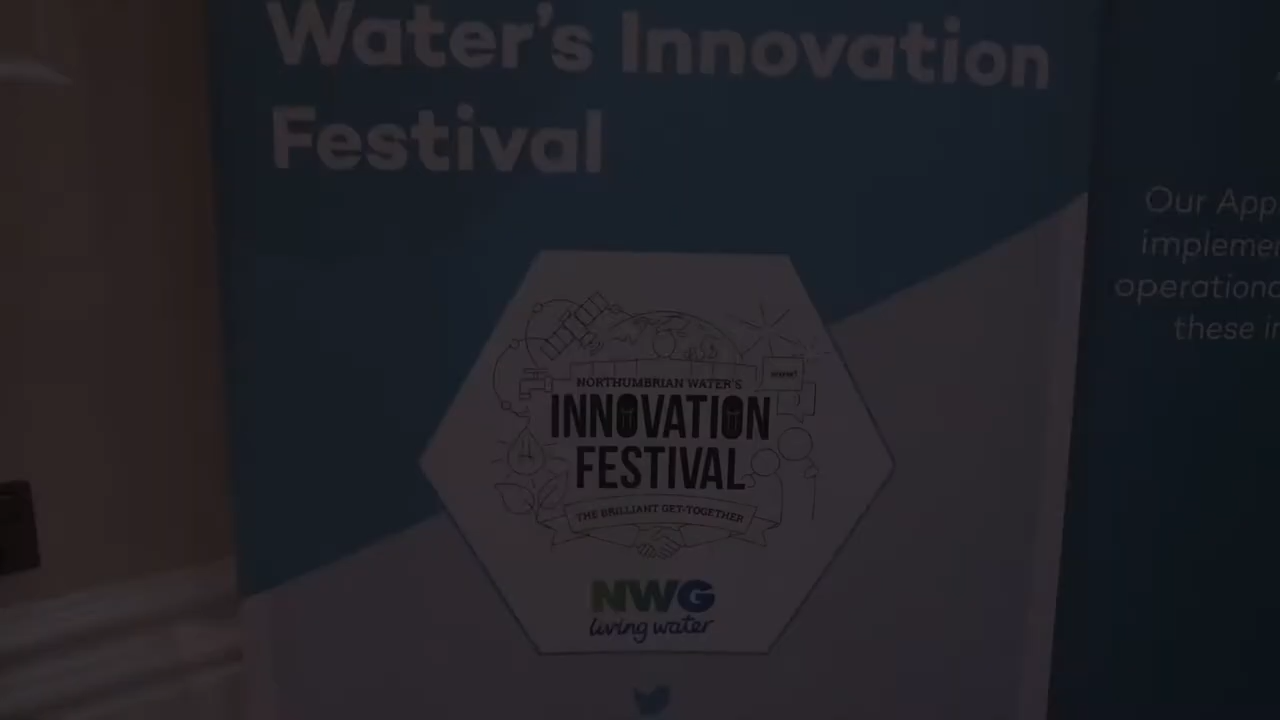 Water's Innovation
Festival
NORTHUMBRIAN WATER'S
INNOVATION
FESTIVAL
THE BRILLIANT GET-TOGETHER
NWG
living water
Our App
implemen
operationa
these in